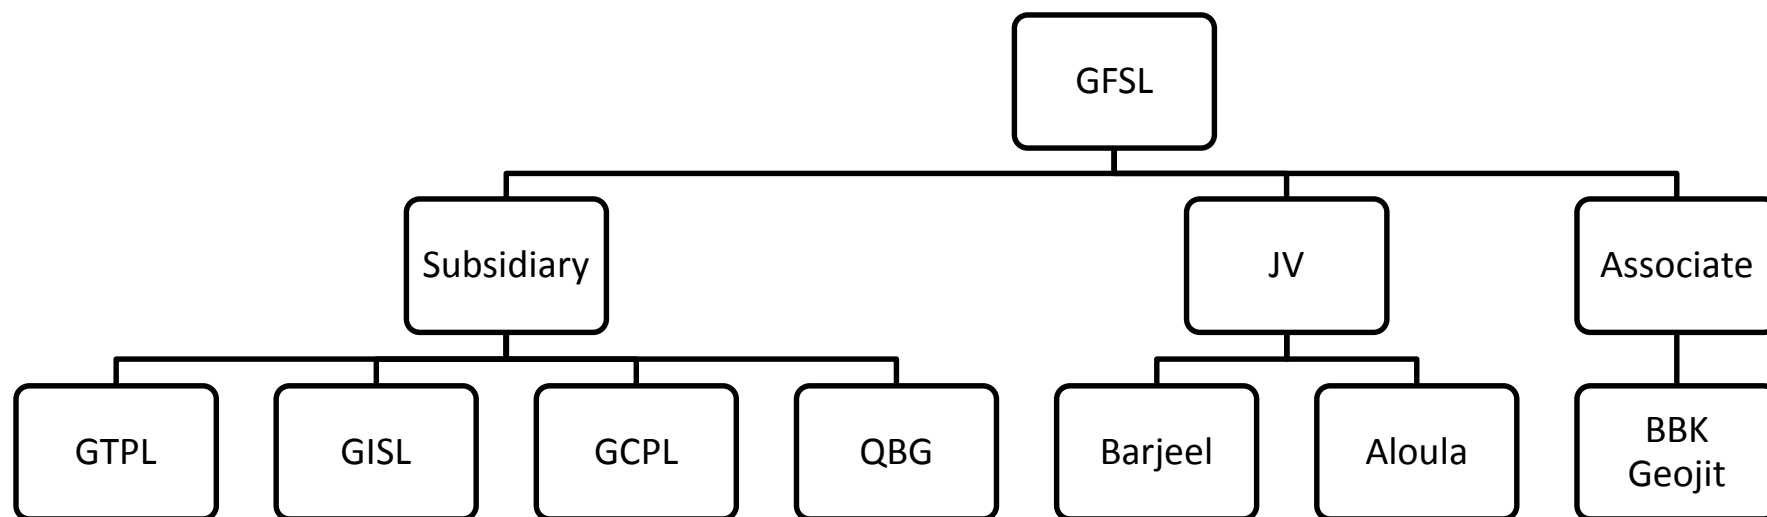 GFSL
Subsidiary
JV
Associate
GTPL
GISL
GCPL
QBG
Barjeel
Aloula
BBK
Geojit